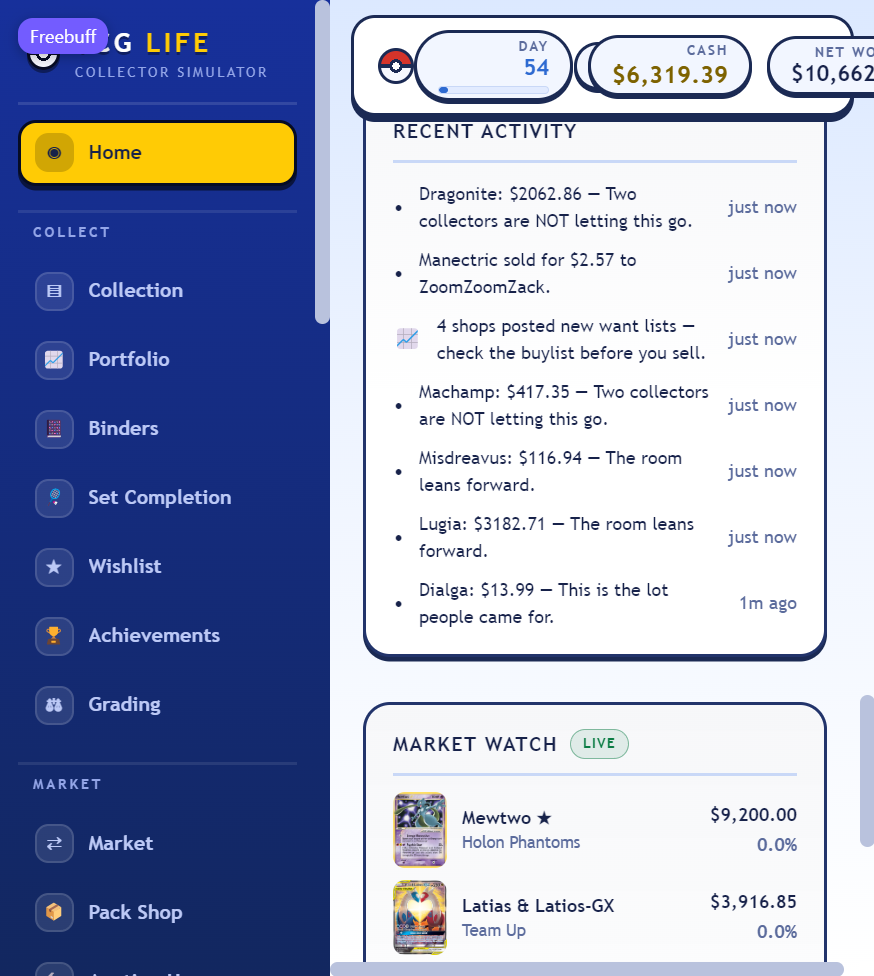 Freebuff
CG LIFE
COLLECTOR SIMULATOR
Home
COLLECT
Collection
Portfolio
Binders
Set Completion
Wishlist
Achievements
Grading
MARKET
Market
Pack Shop
DAY
54
CASH
$6,319.39
NET WO
$10,662
RECENT ACTIVITY
• Dragonite: $2062.86 — Two
collectors are NOT letting this go.
just now
• Manectric sold for $2.57 to
ZoomZoomZack.
just now
4 shops posted new want lists —
check the buylist before you sell.
just now
• Machamp: $417.35 — Two collectors
are NOT letting this go.
just now
• Misdreavus: $116.94 — The room
leans forward.
just now
• Lugia: $3182.71 — The room leans
forward.
just now
• Dialga: $13.99 — This is the lot
people came for.
1m ago
MARKET WATCH
LIVE
Mewtwo ★
$9,200.00
Holon Phantoms
0.0%
Latias & Latios-GX
$3,916.85
Team Up
0.0%